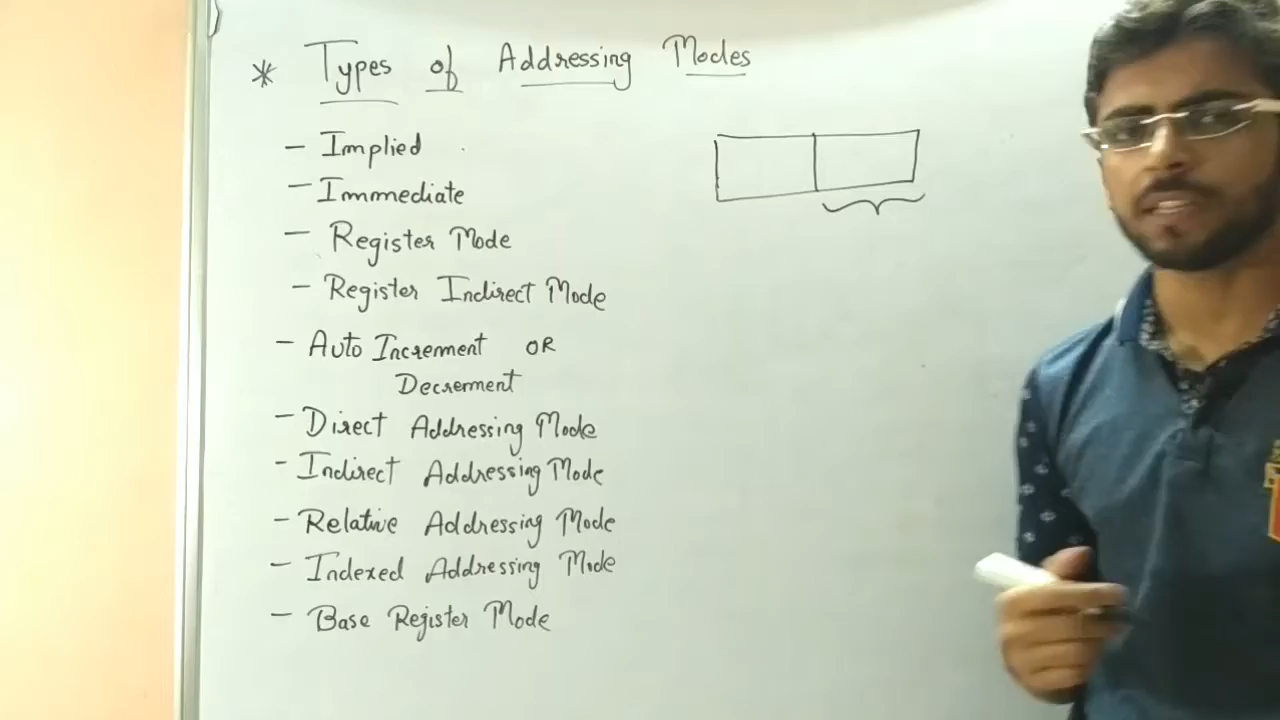 * Types of Addressing Modes
- Implied
- Immediate
- Register Mode
- Register Indirect Mode
- Auto Increment OR
Decrement
- Direct Addressing Mode
- Indirect Addressing Mode
- Relative Addressing Mode
- Indexed Addressing Mode
- Base Register Mode